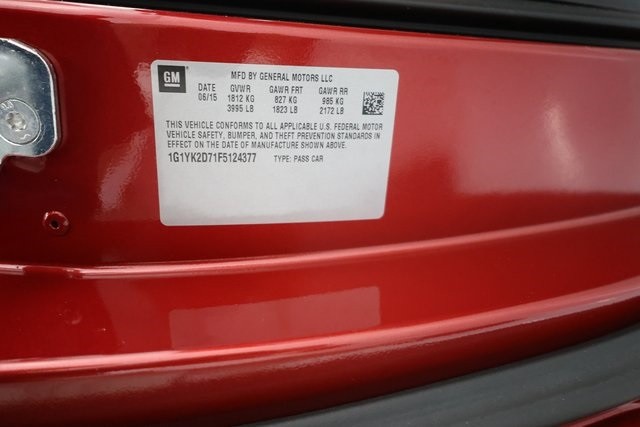 GM
MFD BY GENERAL MOTORS LLC
DATE GVWR GAWR FRT GAWR RR
06/15 1812 KG 827 KG 985 KG
3995 LB 1823 LB 2172 LB
THIS VEHICLE CONFORMS TO ALL APPLICABLE U.S. FEDERAL MOTOR
VEHICLE SAFETY, BUMPER, AND THEFT PREVENTION STANDARDS IN
EFFECT ON THE DATE OF MANUFACTURE SHOWN ABOVE.
1G1YK2D71F5124377 TYPE: PASS CAR